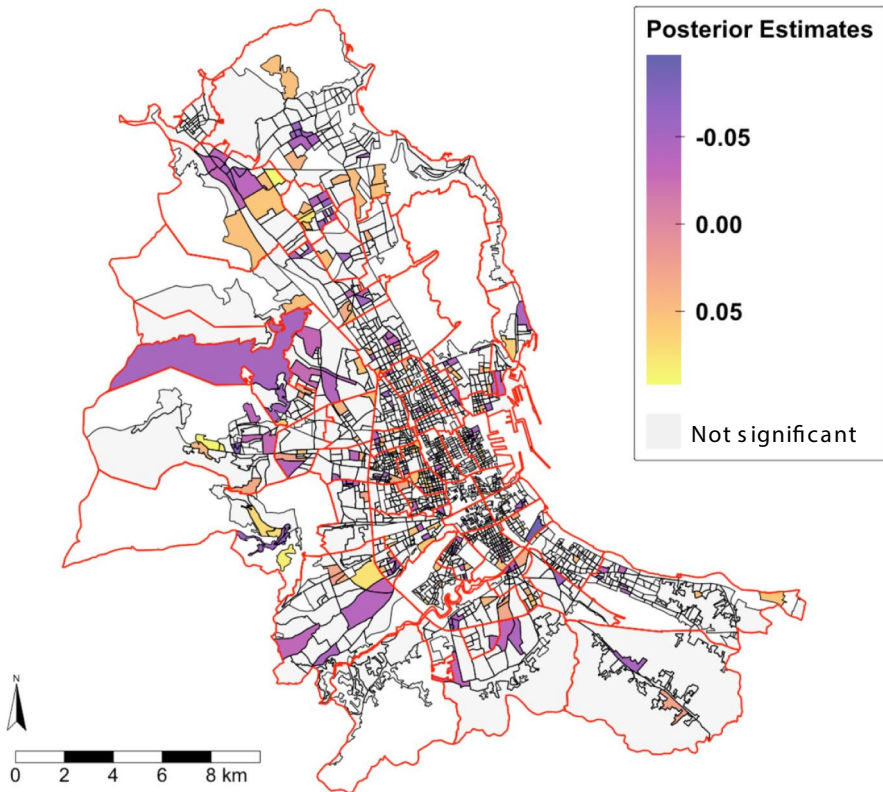 Posterior Estimates
-0.05
0.00
0.05
Not significant
N
0 2 4 6 8 km